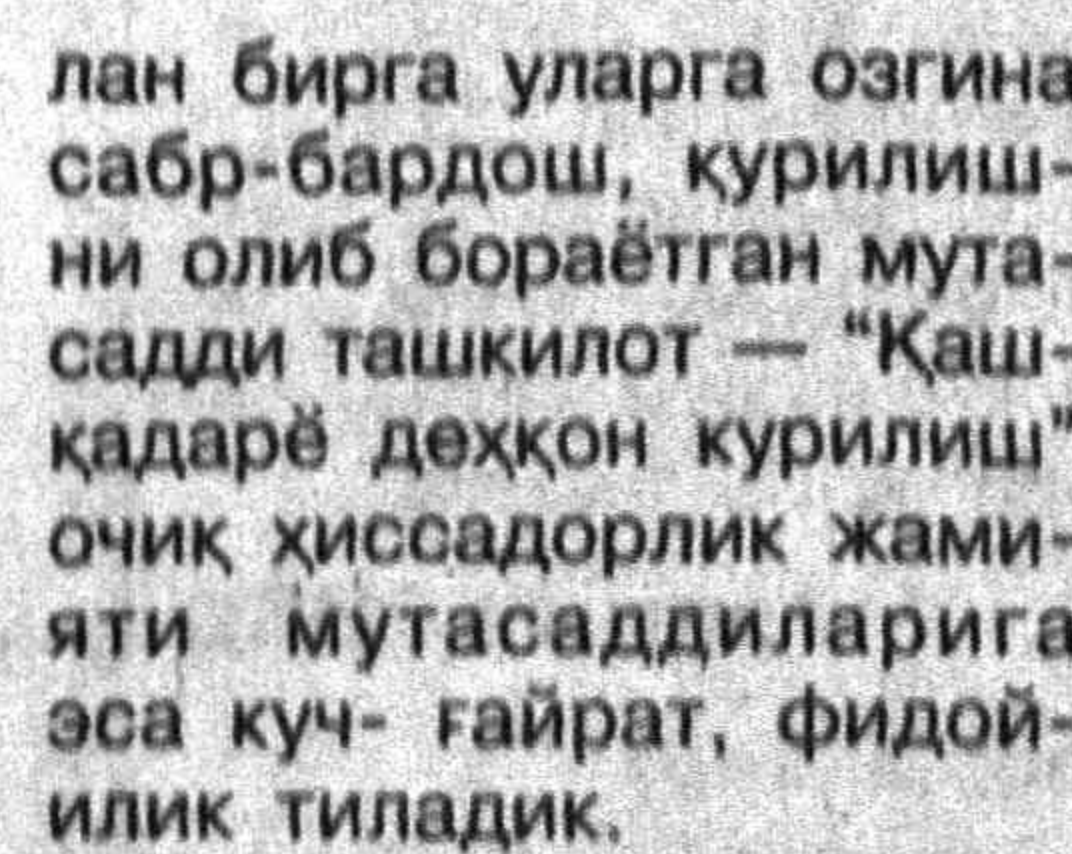 лан бирга уларга озгина
сабр-бардош, қурилиш-
ни олиб бораётган мута-
садди ташкилот — “Қаш-
қадарё деҳқон курилиш”
очиқ ҳиссадорлик жами-
яти мутасаддиларига
эса куч- ғайрат, фидой-
илик тиладик.